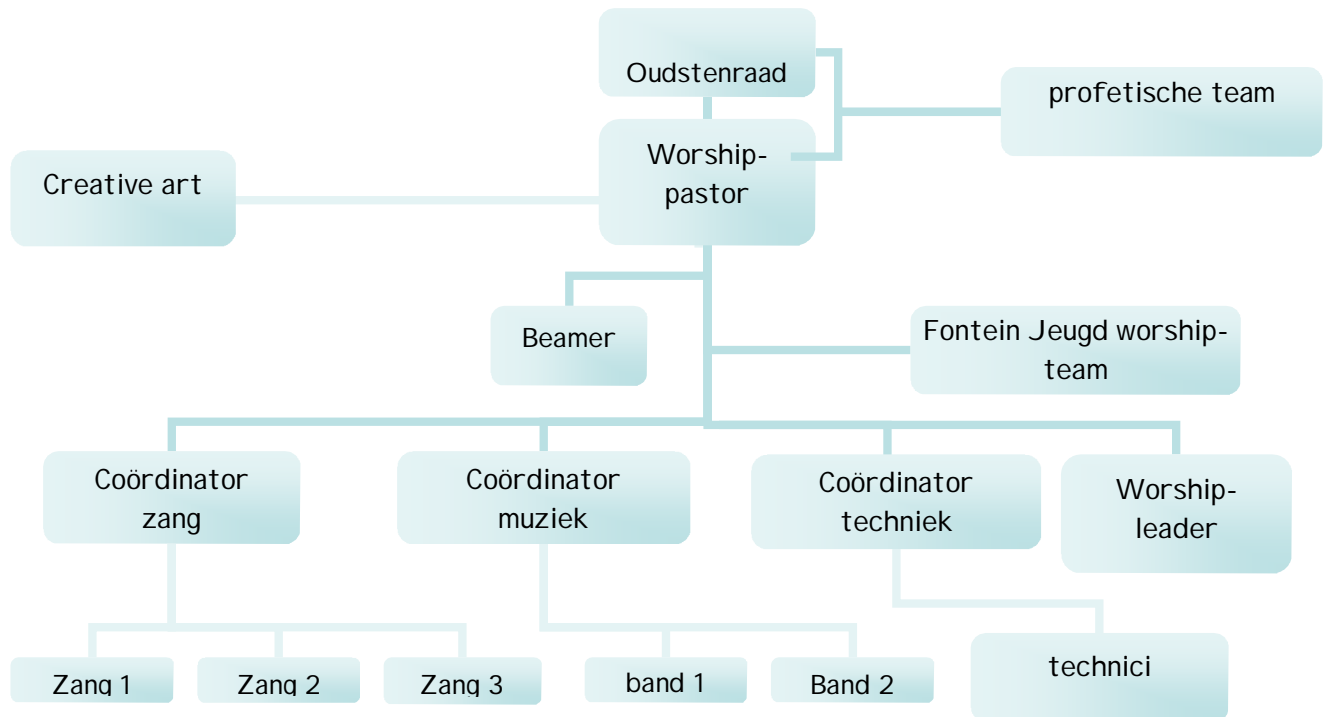 Oudstenraad
profetische team
Worship-
pastor
Creative art
Beamer
Fontein Jeugd worship-
team
Coördinator
zang
Coördinator
muziek
Coördinator
techniek
Worship-
leader
Zang 1
Zang 2
Zang 3
band 1
Band 2
technici